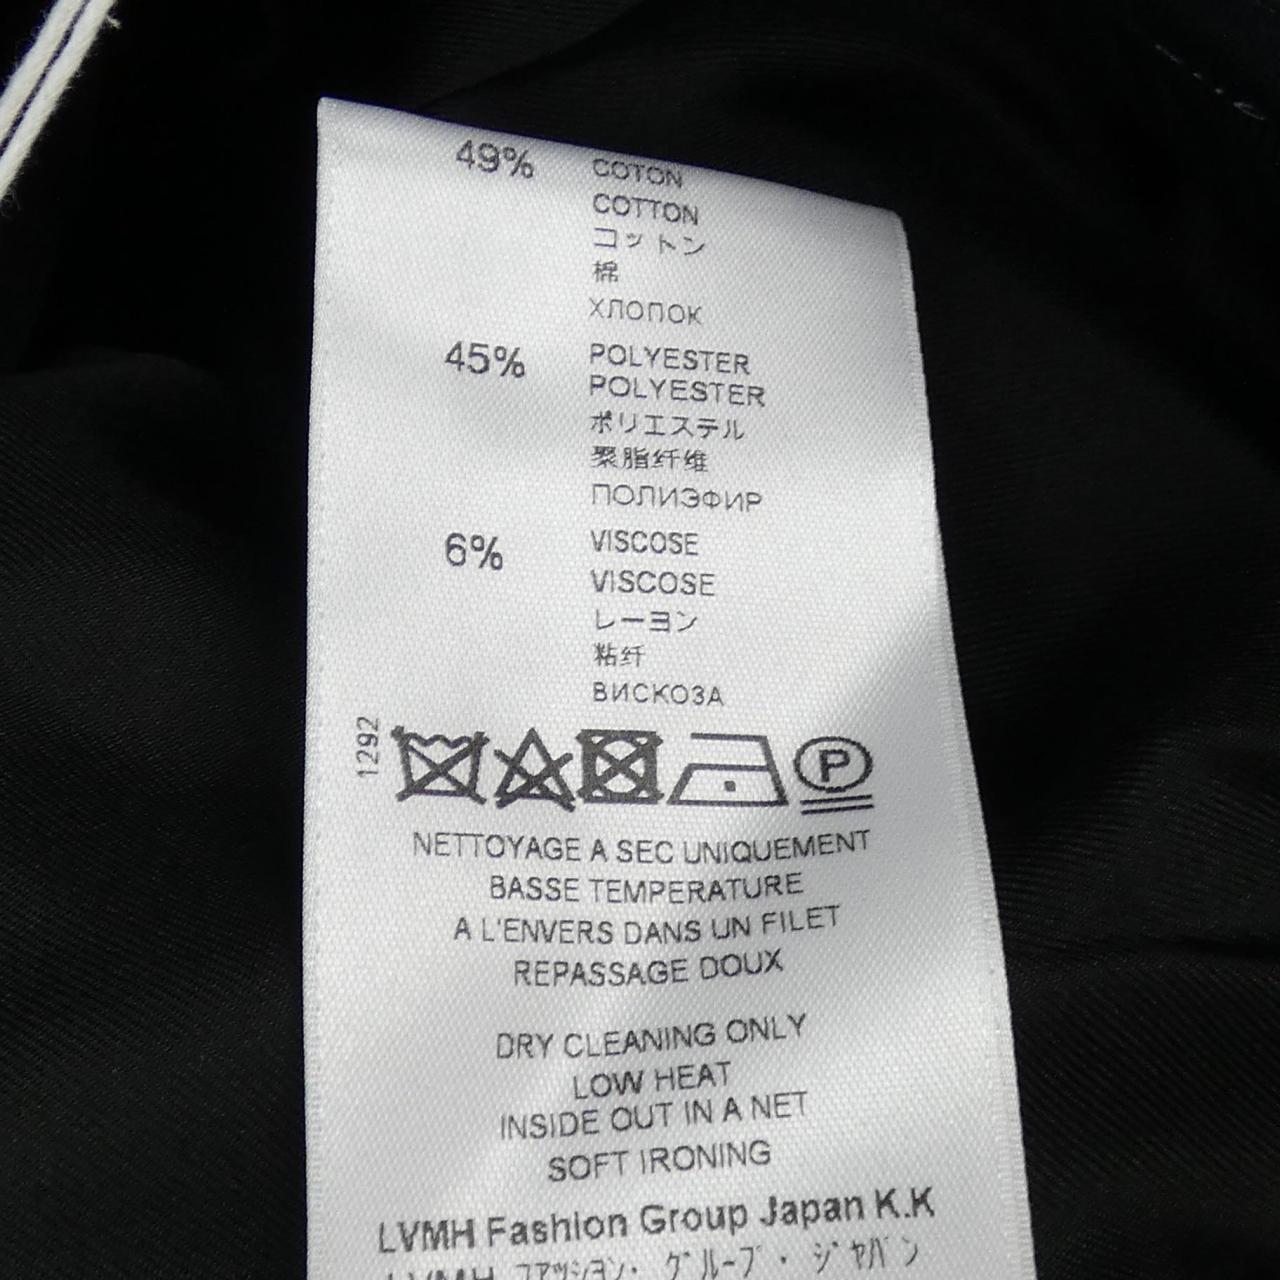 49% COTON
COTTON
コットン
棉
ХЛОПОК
45% POLYESTER
POLYESTER
ポリエステル
聚脂纤维
ПОЛИЭФИР
6% VISCOSE
VISCOSE
レーヨン
粘纤
ВИСКОЗА
1292
P
NETTOYAGE A SEC UNIQUEMENT
BASSE TEMPERATURE
A L'ENVERS DANS UN FILET
REPASSAGE DOUX
DRY CLEANING ONLY
LOW HEAT
INSIDE OUT IN A NET
SOFT IRONING
LVMH Fashion Group Japan K.K
LVMH ファッション・グループ・ジャパン